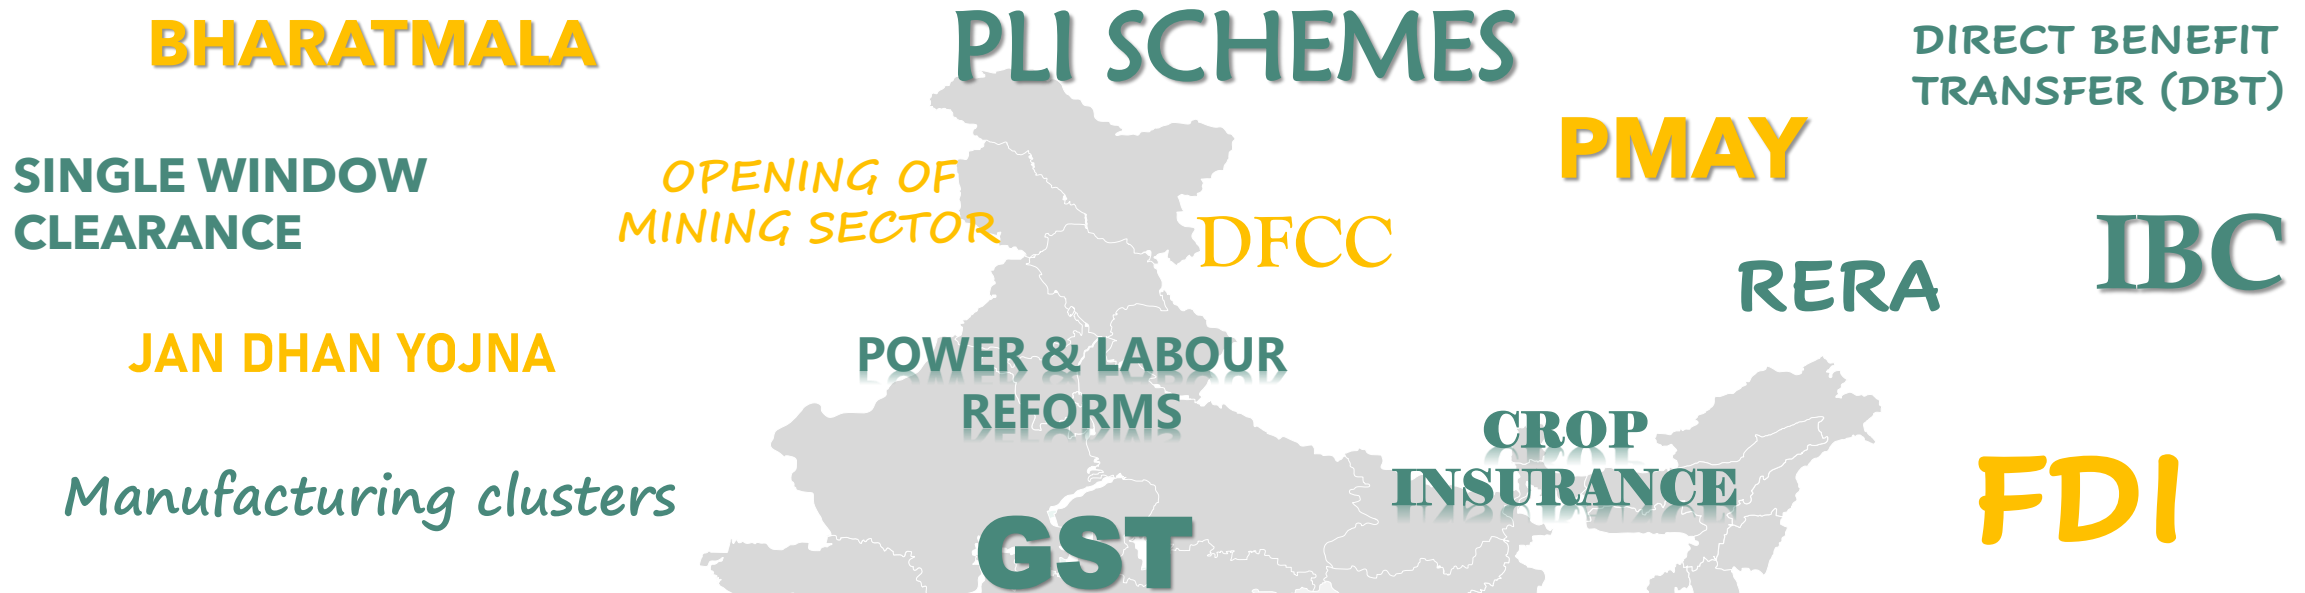 BHARATMALA
PLI SCHEMES
DIRECT BENEFIT
TRANSFER (DBT)
PMAY
SINGLE WINDOW
CLEARANCE
OPENING OF
MINING SECTOR
DFCC
IBC
RERA
JAN DHAN YOJNA
POWER & LABOUR
REFORMS
CROP
INSURANCE
Manufacturing clusters
FDI
GST